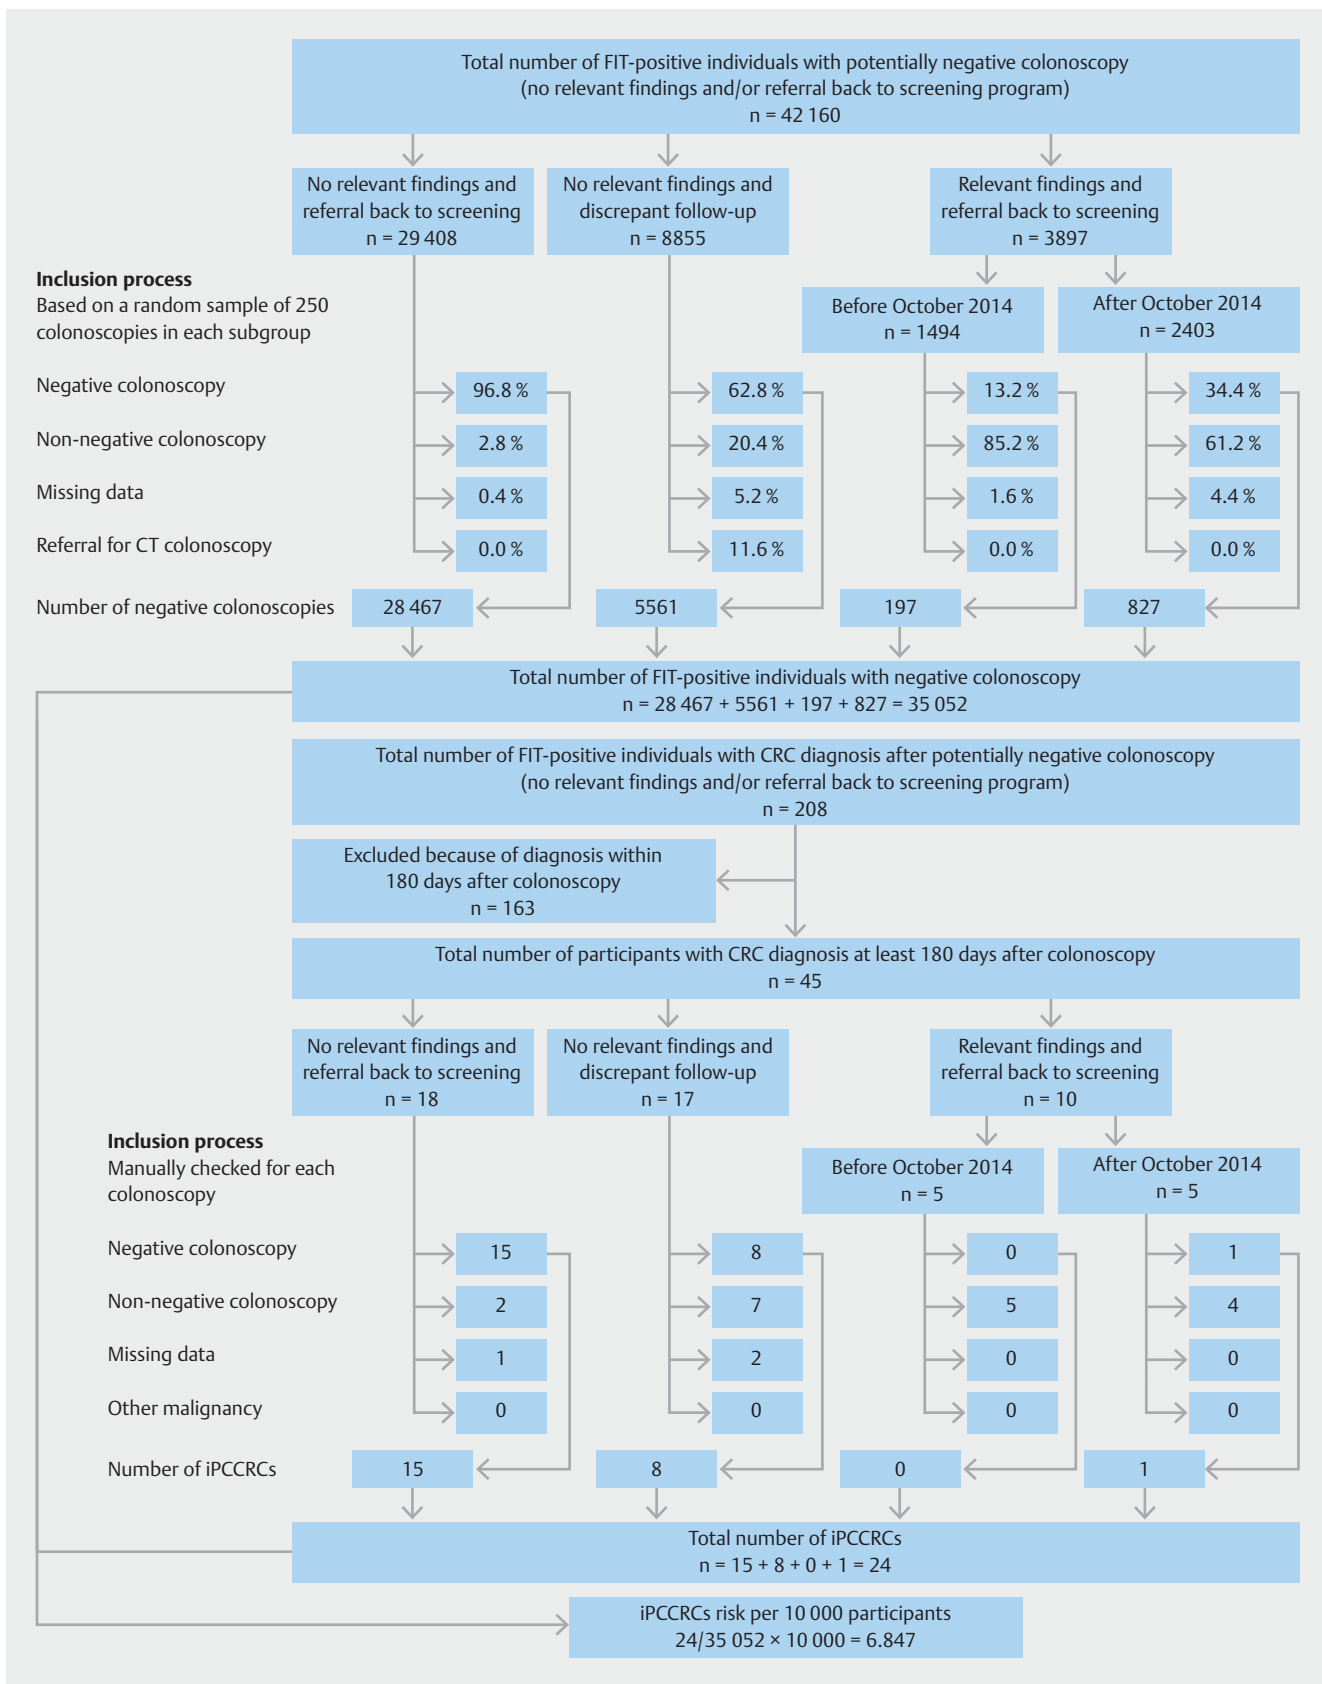 Total number of FIT-positive individuals with potentially negative colonoscopy
(no relevant findings and/or referral back to screening program)
n = 42 160
No relevant findings and
referral back to screening
n = 29 408
No relevant findings and
discrepant follow-up
n = 8855
Relevant findings and
referral back to screening
n = 3897
Inclusion process
Based on a random sample of 250
colonoscopies in each subgroup
Before October 2014
n = 1494
After October 2014
n = 2403
Negative colonoscopy
96.8 %
62.8 %
13.2 %
34.4 %
Non-negative colonoscopy
2.8 %
20.4 %
85.2 %
61.2 %
Missing data
0.4 %
5.2 %
1.6 %
4.4 %
Referral for CT colonoscopy
0.0 %
11.6 %
0.0 %
0.0 %
Number of negative colonoscopies
28 467
5561
197
827
Total number of FIT-positive individuals with negative colonoscopy
n = 28 467 + 5561 + 197 + 827 = 35 052
Total number of FIT-positive individuals with CRC diagnosis after potentially negative colonoscopy
(no relevant findings and/or referral back to screening program)
n = 208
Excluded because of diagnosis within
180 days after colonoscopy
n = 163
Total number of participants with CRC diagnosis at least 180 days after colonoscopy
n = 45
No relevant findings and
referral back to screening
n = 18
No relevant findings and
discrepant follow-up
n = 17
Relevant findings and
referral back to screening
n = 10
Inclusion process
Manually checked for each
colonoscopy
Before October 2014
n = 5
After October 2014
n = 5
Negative colonoscopy
15
8
0
1
Non-negative colonoscopy
2
7
5
4
Missing data
1
2
0
0
Other malignancy
0
0
0
0
Number of iPCCRCs
15
8
0
1
Total number of iPCCRCs
n = 15 + 8 + 0 + 1 = 24
iPCCRCs risk per 10 000 participants
24/35 052 × 10 000 = 6.847